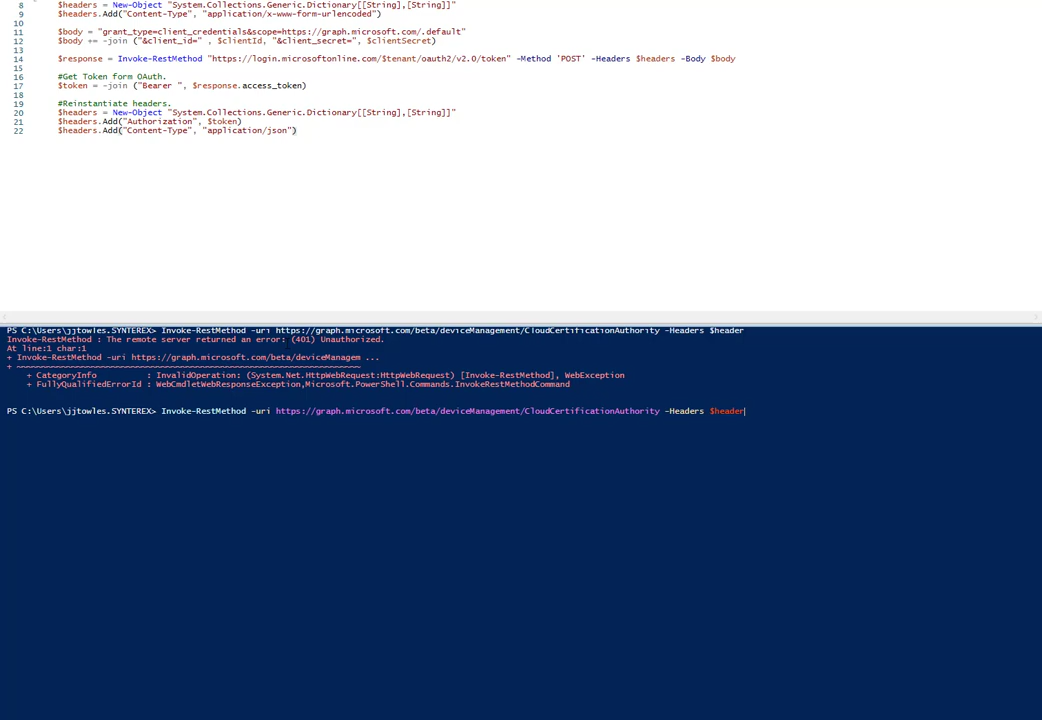 8 $headers = New-Object "System.Collections.Generic.Dictionary[[String],[String]]"
9 $headers.Add("Content-Type", "application/x-www-form-urlencoded")
10
11 $body = "grant_type=client_credentials&scope=https://graph.microsoft.com/.default"
12 $body += -join ("&client_id=" , $clientId, "&client_secret=", $clientSecret)
13
14 $response = Invoke-RestMethod "https://login.microsoftonline.com/$tenant/oauth2/v2.0/token" -Method 'POST' -Headers $headers -Body $body
15
16 #Get Token form OAuth.
17 $token = -join ("Bearer ", $response.access_token)
18
19 #Reinstantiate headers.
20 $headers = New-Object "System.Collections.Generic.Dictionary[[String],[String]]"
21 $headers.Add("Authorization", $token)
22 $headers.Add("Content-Type", "application/json")
PS C:\Users\jjtowles.SYNTEREX> Invoke-RestMethod -uri https://graph.microsoft.com/beta/deviceManagement/CloudCertificationAuthority -Headers $header
Invoke-RestMethod : The remote server returned an error: (401) Unauthorized.
At line:1 char:1
+ Invoke-RestMethod -uri https://graph.microsoft.com/beta/deviceManagem ...
+ ~~~~~~~~~~~~~~~~~~~~~~~~~~~~~~~~~~~~~~~~~~~~~~~~~~~~~~~~~~~~~~~~~~~~~
+ CategoryInfo : InvalidOperation: (System.Net.HttpWebRequest:HttpWebRequest) [Invoke-RestMethod], WebException
+ FullyQualifiedErrorId : WebCmdletWebResponseException,Microsoft.PowerShell.Commands.InvokeRestMethodCommand
PS C:\Users\jjtowles.SYNTEREX> Invoke-RestMethod -uri https://graph.microsoft.com/beta/deviceManagement/CloudCertificationAuthority -Headers $header